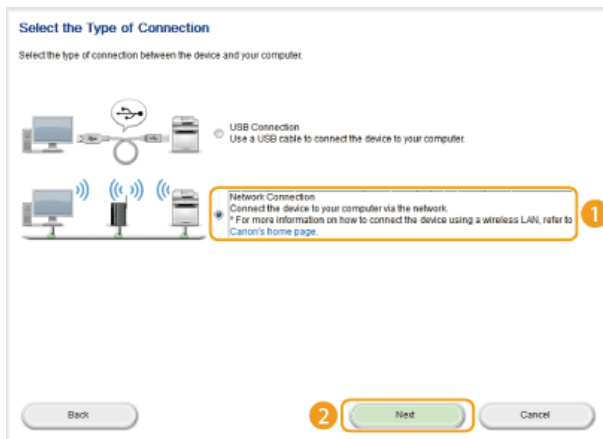 Select the Type of Connection
Select the type of connection between the device and your computer.
USB Connection
Use a USB cable to connect the device to your computer.
Network Connection
Connect the device to your computer via the network.
* For more information on how to connect the device using a wireless LAN, refer to
Canon's home page.
1
Back
2
Next
Cancel